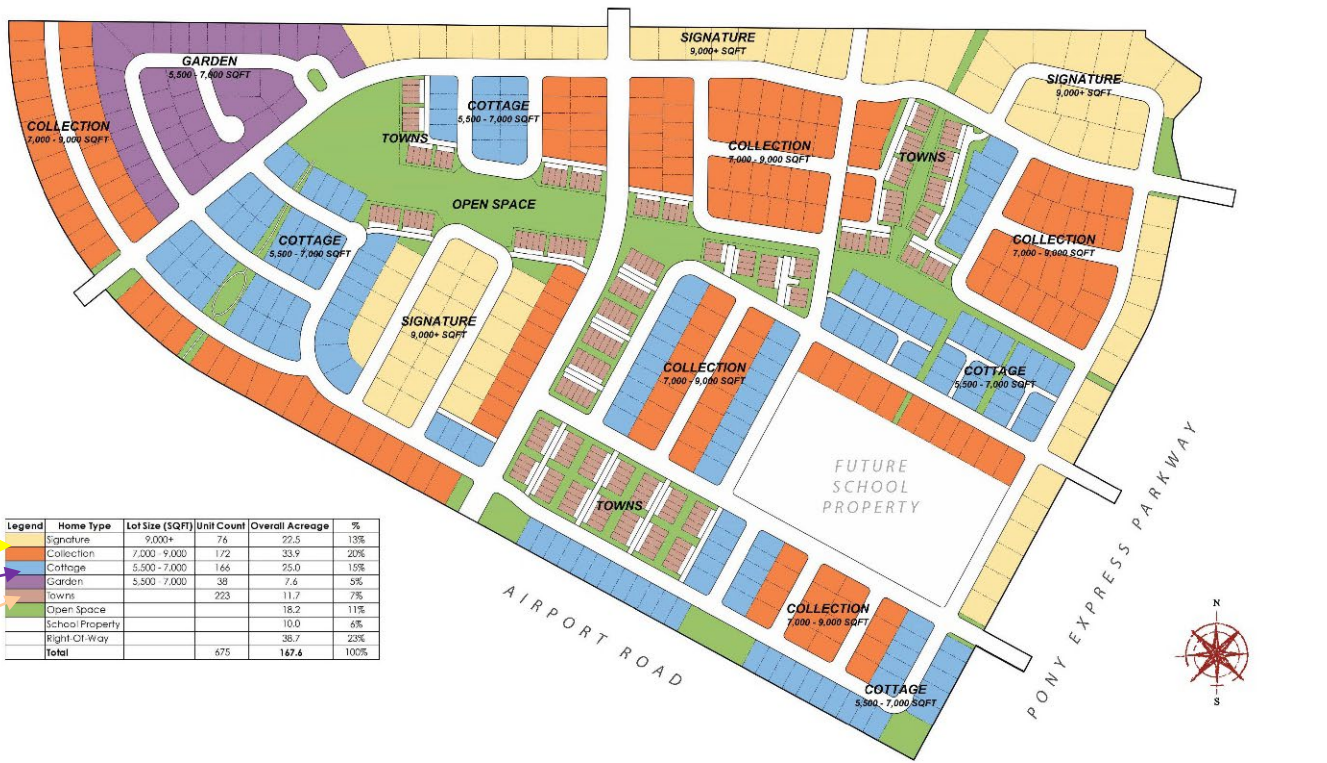 SIGNATURE
9,000+ SQFT
GARDEN
5,500 - 7,000 SQFT
SIGNATURE
9,000+ SQFT
COTTAGE
5,500 - 7,000 SQFT
COLLECTION
7,000 - 9,000 SQFT
TOWNS
COLLECTION
7,000 - 9,000 SQFT
TOWNS
OPEN SPACE
COTTAGE
5,500 - 7,000 SQFT
COLLECTION
7,000 - 9,000 SQFT
SIGNATURE
9,000+ SQFT
COLLECTION
7,000 - 9,000 SQFT
COTTAGE
5,500 - 7,000 SQFT
FUTURE
SCHOOL
PROPERTY
TOWNS
PONY EXPRESS PARKWAY
Legend Home Type Lot Size (SQFT) Unit Count Overall Acreage %
Signature 9,000+ 76 22.5 13%
Collection 7,000 - 9,000 172 33.9 20%
Cottage 5,500 - 7,000 166 25.0 15%
Garden 5,500 - 7,000 38 7.6 5%
Towns 223 11.7 7%
Open Space 18.2 11%
School Property 10.0 6%
Right-Of-Way 38.7 23%
Total 675 167.6 100%
AIRPORT ROAD
COLLECTION
7,000 - 9,000 SQFT
COTTAGE
5,500 - 7,000 SQFT
N
S